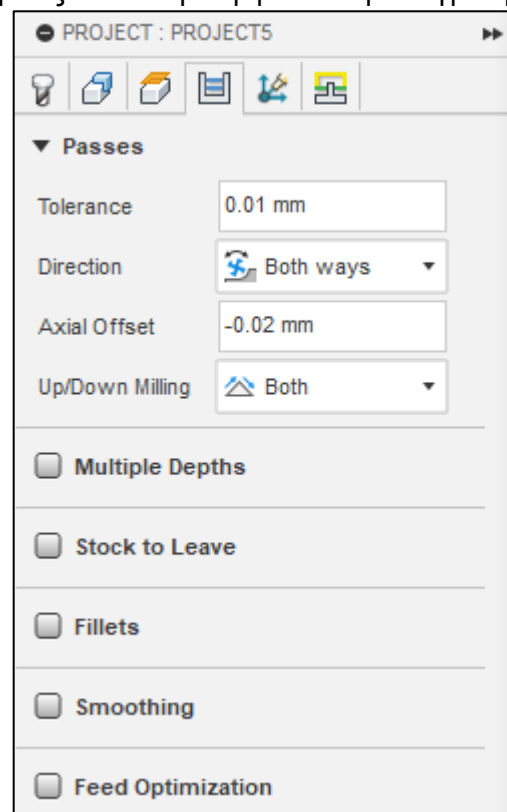 PROJECT : PROJECT5
Passes
Tolerance 0.01 mm
Direction Both ways
Axial Offset -0.02 mm
Up/Down Milling Both
Multiple Depths
Stock to Leave
Fillets
Smoothing
Feed Optimization